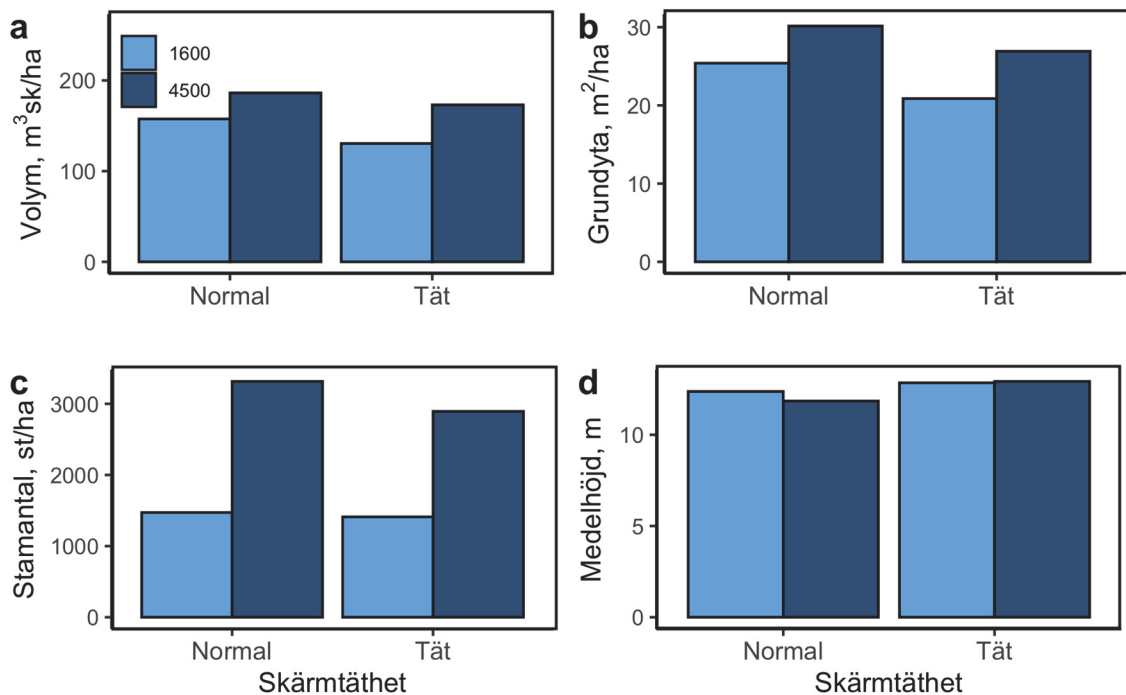 a
1600
4500
Volym, m³sk/ha
200
100
0
Normal
Tät
b
Grundyta, m²/ha
30
20
10
0
Normal
Tät
c
Stamantal, st/ha
3000
2000
1000
0
Normal
Tät
Skärmtäthet
d
Medelhöjd, m
10
5
0
Normal
Tät
Skärmtäthet